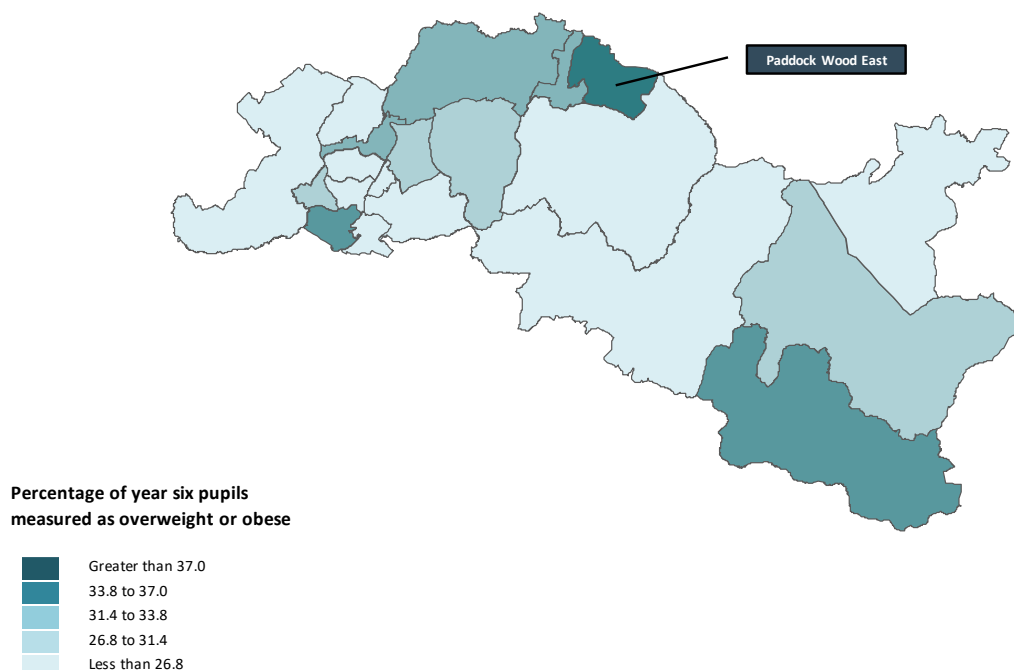 Paddock Wood East
Percentage of year six pupils
measured as overweight or obese
Greater than 37.0
33.8 to 37.0
31.4 to 33.8
26.8 to 31.4
Less than 26.8